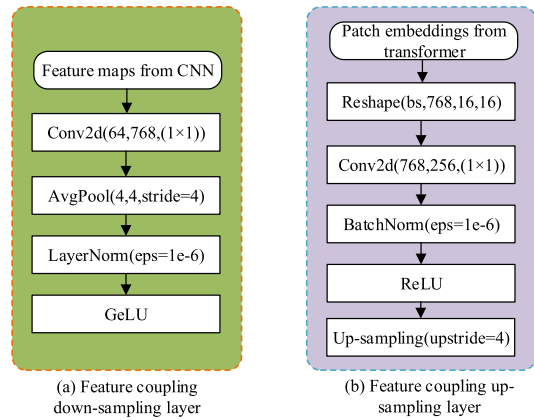 Feature maps from CNN
Conv2d(64,768,(1×1))
AvgPool(4,4,stride=4)
LayerNorm(eps=1e-6)
GeLU
(a) Feature coupling
down-sampling layer
Patch embeddings from
transformer
Reshape(bs,768,16,16)
Conv2d(768,256,(1×1))
BatchNorm(eps=1e-6)
ReLU
Up-sampling(upstride=4)
(b) Feature coupling up-
sampling layer